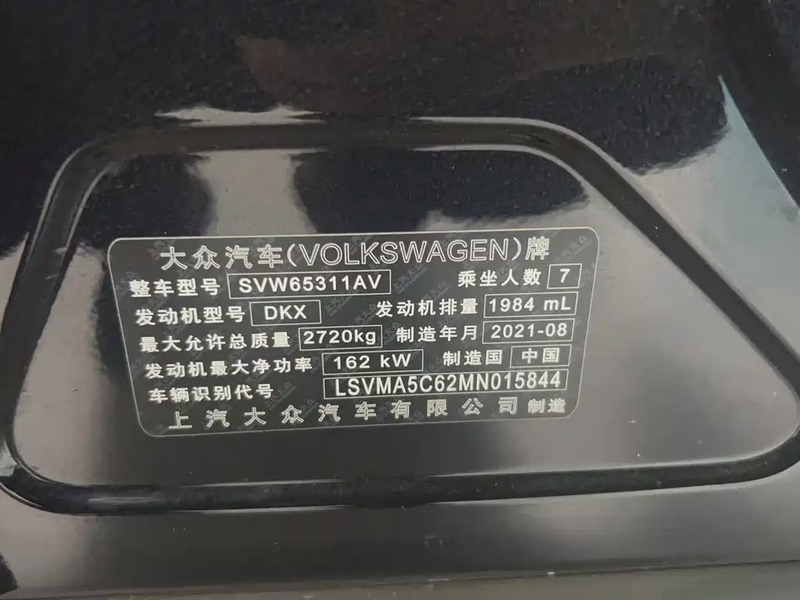 大众汽车(VOLKSWAGEN)牌
整车型号 SVW65311AV 乘坐人数 7
发动机型号 DKX 发动机排量 1984 mL
最大允许总质量 2720kg 制造年月 2021-08
发动机最大净功率 162 kW 制造国 中国
车辆识别代号 LSVMA5C62MN015844
上汽大众汽车有限公司 制造